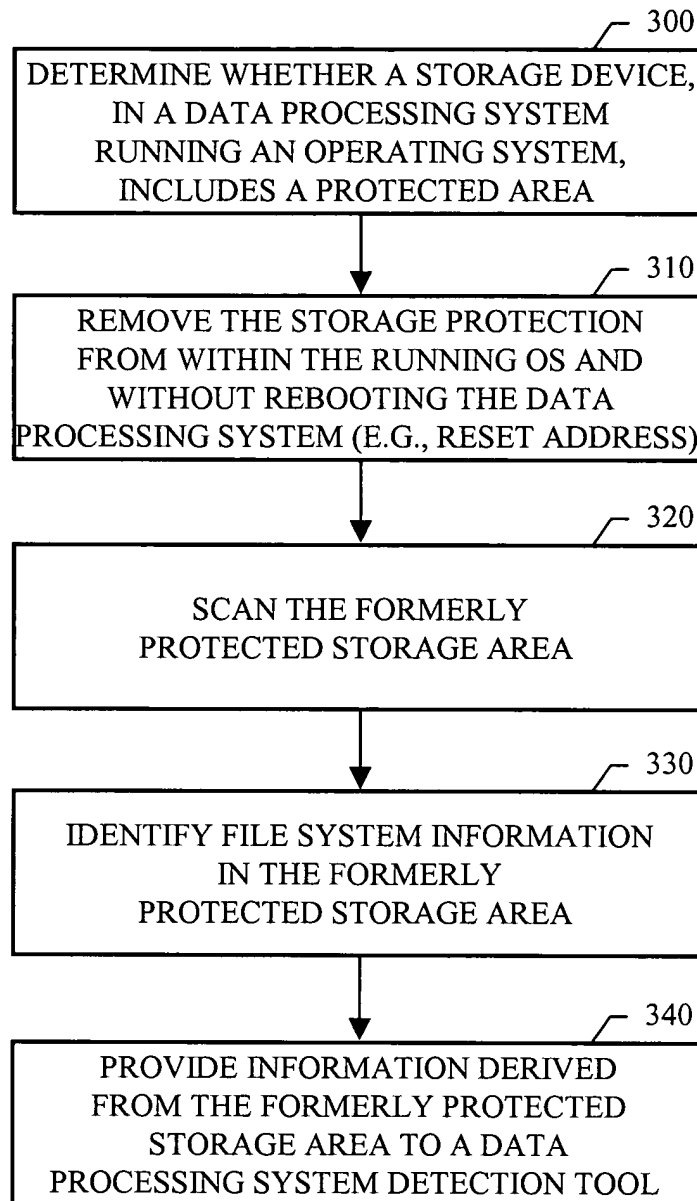 300
DETERMINE WHETHER A STORAGE DEVICE,
IN A DATA PROCESSING SYSTEM
RUNNING AN OPERATING SYSTEM,
INCLUDES A PROTECTED AREA
310
REMOVE THE STORAGE PROTECTION
FROM WITHIN THE RUNNING OS AND
WITHOUT REBOOTING THE DATA
PROCESSING SYSTEM (E.G., RESET ADDRESS)
320
SCAN THE FORMERLY
PROTECTED STORAGE AREA
330
IDENTIFY FILE SYSTEM INFORMATION
IN THE FORMERLY
PROTECTED STORAGE AREA
340
PROVIDE INFORMATION DERIVED
FROM THE FORMERLY PROTECTED
STORAGE AREA TO A DATA
PROCESSING SYSTEM DETECTION TOOL